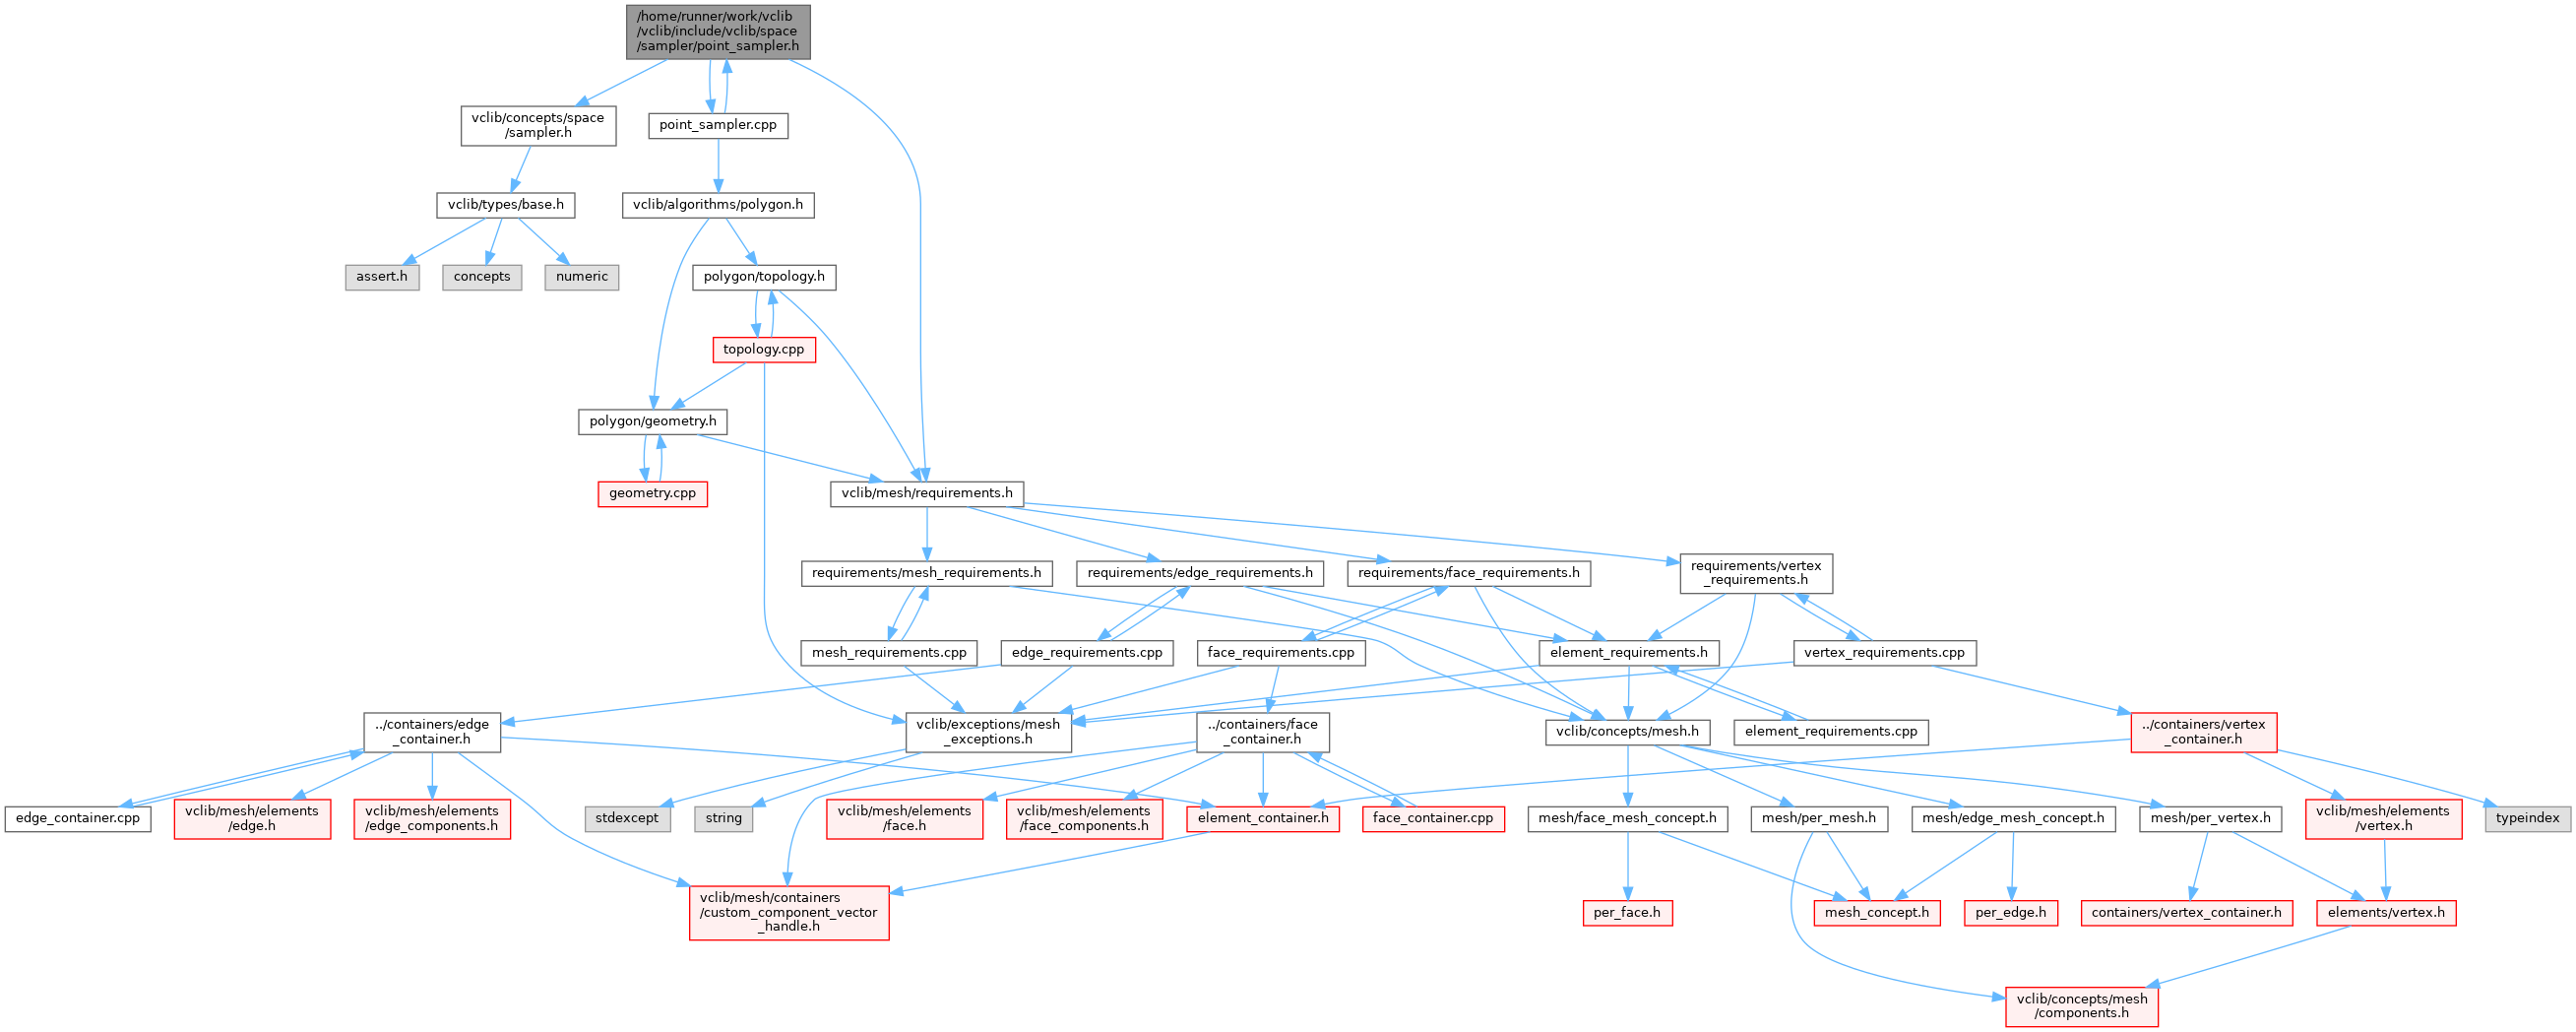 /home/runner/work/vclib
/vclib/include/vclib/space
/sampler/point_sampler.h
vclib/concepts/space
/sampler.h
point_sampler.cpp
vclib/types/base.h
vclib/algorithms/polygon.h
assert.h
concepts
numeric
polygon/topology.h
topology.cpp
polygon/geometry.h
geometry.cpp
vclib/mesh/requirements.h
requirements/mesh_requirements.h
requirements/edge_requirements.h
requirements/face_requirements.h
requirements/vertex
_requirements.h
mesh_requirements.cpp
edge_requirements.cpp
face_requirements.cpp
element_requirements.h
vertex_requirements.cpp
../containers/edge
_container.h
vclib/exceptions/mesh
_exceptions.h
../containers/face
_container.h
vclib/concepts/mesh.h
element_requirements.cpp
../containers/vertex
_container.h
edge_container.cpp
vclib/mesh/elements
/edge.h
vclib/mesh/elements
/edge_components.h
stdexcept
string
vclib/mesh/elements
/face.h
vclib/mesh/elements
/face_components.h
element_container.h
face_container.cpp
mesh/face_mesh_concept.h
mesh/per_mesh.h
mesh/edge_mesh_concept.h
mesh/per_vertex.h
vclib/mesh/elements
/vertex.h
typeindex
vclib/mesh/containers
/custom_component_vector
_handle.h
per_face.h
mesh_concept.h
per_edge.h
containers/vertex_container.h
elements/vertex.h
vclib/concepts/mesh
/components.h